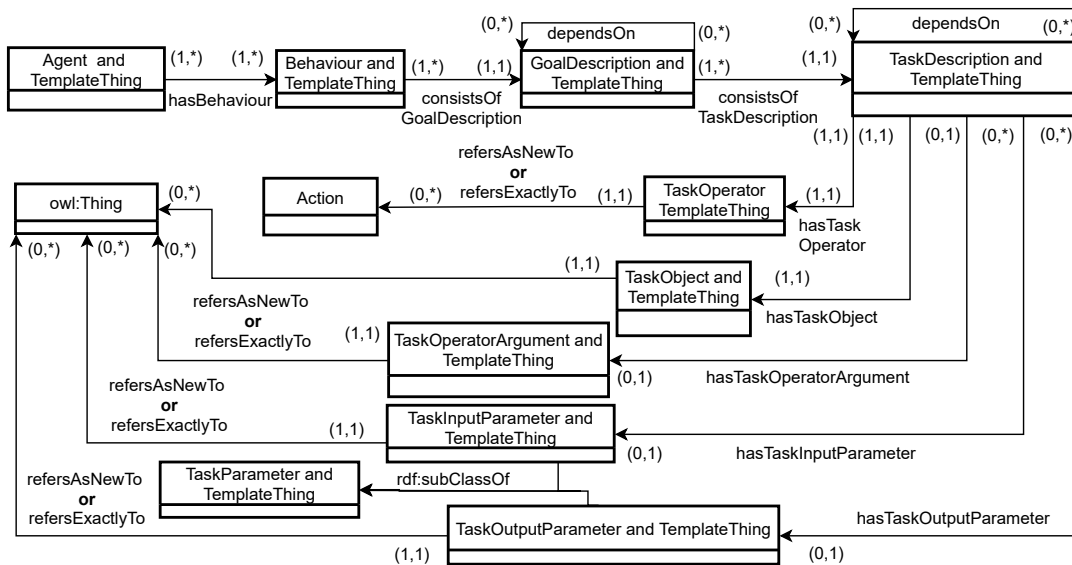 (0,*)
dependsOn
(0,*)
(0,*)
dependsOn
(0,*)
Agent and
TemplateThing
(1,*)
(1,*)
hasBehaviour
Behaviour and
TemplateThing
(1,*)
(1,1)
consistsOf
GoalDescription
GoalDescription and
TemplateThing
(1,*)
(1,1)
consistsOf
TaskDescription
TaskDescription and
TemplateThing
(1,1)
(1,1)
(0,1)
(0,*)
(0,*)
owl:Thing
(0,*)
(0,*)
(0,*)
(0,*)
Action
(0,*)
refersAsNewTo
or
refersExactlyTo
(1,1)
TaskOperator
TemplateThing
(1,1)
hasTask
Operator
(1,1)
TaskObject and
TemplateThing
(1,1)
hasTaskObject
refersAsNewTo
or
refersExactlyTo
(1,1)
TaskOperatorArgument and
TemplateThing
(0,1)
hasTaskOperatorArgument
refersAsNewTo
or
refersExactlyTo
(1,1)
TaskInputParameter and
TemplateThing
(0,1)
hasTaskInputParameter
TaskParameter and
TemplateThing
rdf:subClassOf
refersAsNewTo
or
refersExactlyTo
(1,1)
TaskOutputParameter and TemplateThing
(0,1)
hasTaskOutputParameter